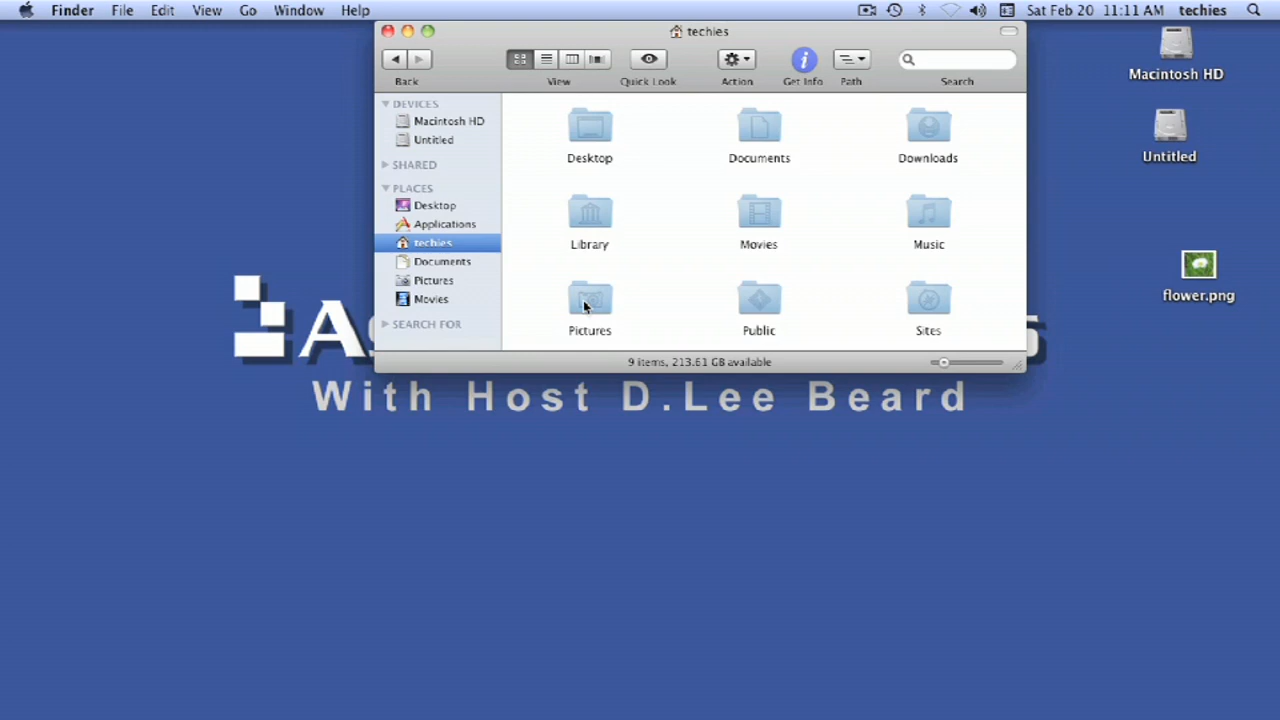 Finder File Edit View Go Window Help Sat Feb 20 11:11 AM techies
techies
Back View Quick Look Action Get Info Path Search
DEVICES
Macintosh HD
Untitled
SHARED
PLACES
Desktop
Applications
techies
Documents
Pictures
Movies
SEARCH FOR
Desktop Documents Downloads
Library Movies Music
Pictures Public Sites
9 items, 213.61 GB available
Macintosh HD
Untitled
flower.png
With Host D.Lee Beard